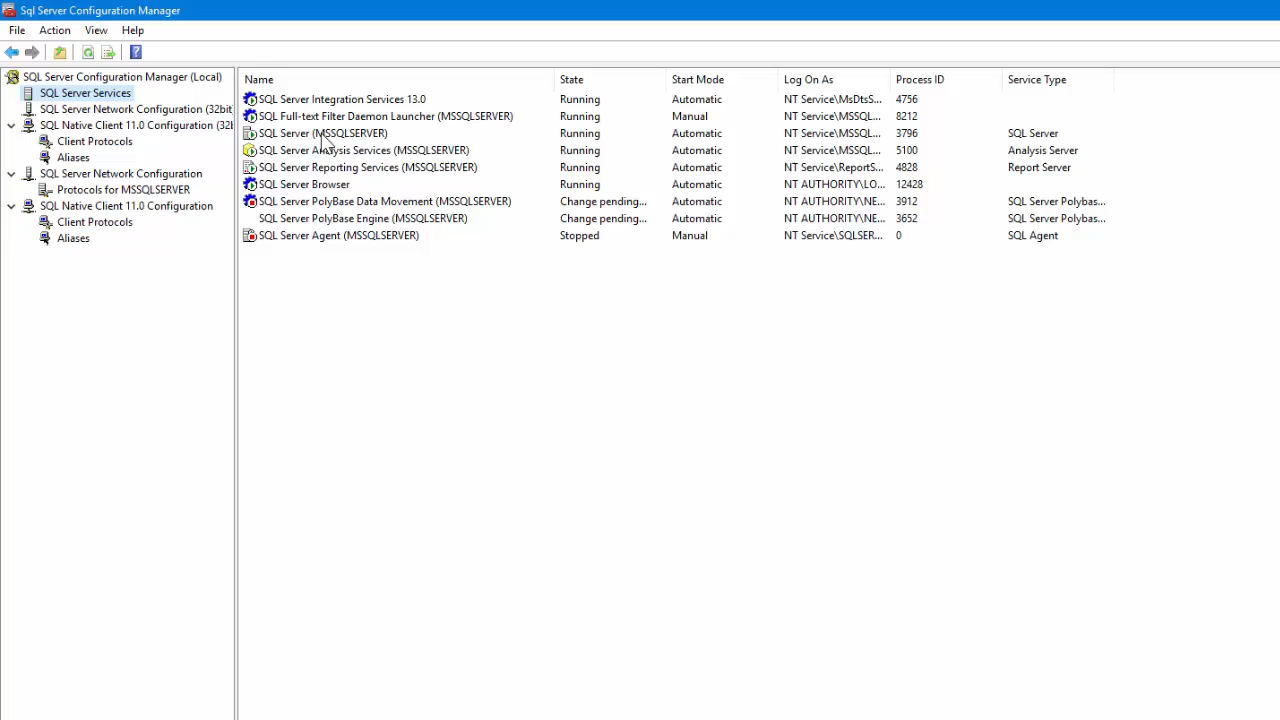 Sql Server Configuration Manager
File Action View Help
SQL Server Configuration Manager (Local)
SQL Server Services
SQL Server Network Configuration (32bit
SQL Native Client 11.0 Configuration (32b
Client Protocols
Aliases
SQL Server Network Configuration
Protocols for MSSQLSERVER
SQL Native Client 11.0 Configuration
Client Protocols
Aliases
Name State Start Mode Log On As Process ID Service Type
SQL Server Integration Services 13.0 Running Automatic NT Service\MsDtsS... 4756
SQL Full-text Filter Daemon Launcher (MSSQLSERVER) Running Manual NT Service\MSSQL... 8212
SQL Server (MSSQLSERVER) Running Automatic NT Service\MSSQL... 3796 SQL Server
SQL Server Analysis Services (MSSQLSERVER) Running Automatic NT Service\MSSQL... 5100 Analysis Server
SQL Server Reporting Services (MSSQLSERVER) Running Automatic NT Service\ReportS... 4828 Report Server
SQL Server Browser Running Automatic NT AUTHORITY\LO... 12428
SQL Server PolyBase Data Movement (MSSQLSERVER) Change pending... Automatic NT AUTHORITY\NE... 3912 SQL Server Polybas...
SQL Server PolyBase Engine (MSSQLSERVER) Change pending... Automatic NT AUTHORITY\NE... 3652 SQL Server Polybas...
SQL Server Agent (MSSQLSERVER) Stopped Manual NT Service\SQLSER... 0 SQL Agent